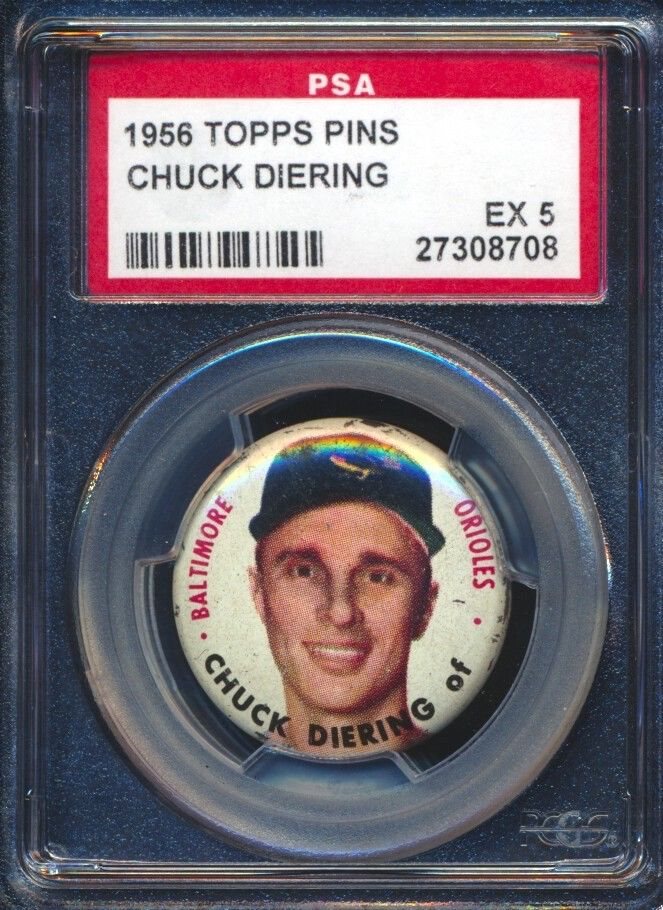 PSA
1956 TOPPS PINS
CHUCK DIERING
EX 5
27308708
• BALTIMORE ORIOLES •
CHUCK DIERING of
PCGS